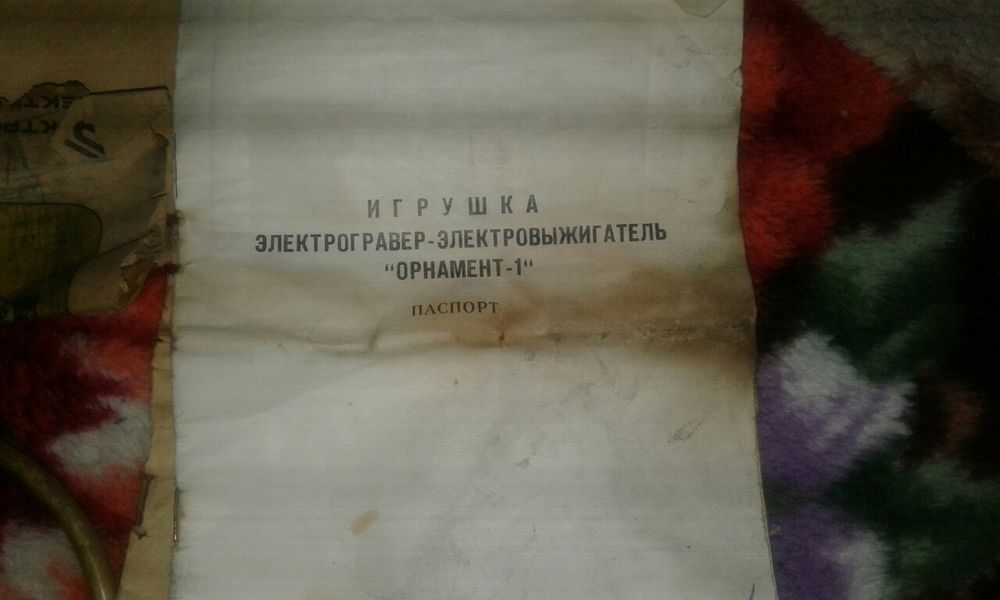 ИГРУШКА
ЭЛЕКТРОГРАВЕР-ЭЛЕКТРОВЫЖИГАТЕЛЬ
“ОРНАМЕНТ-1“
ПАСПОРТ